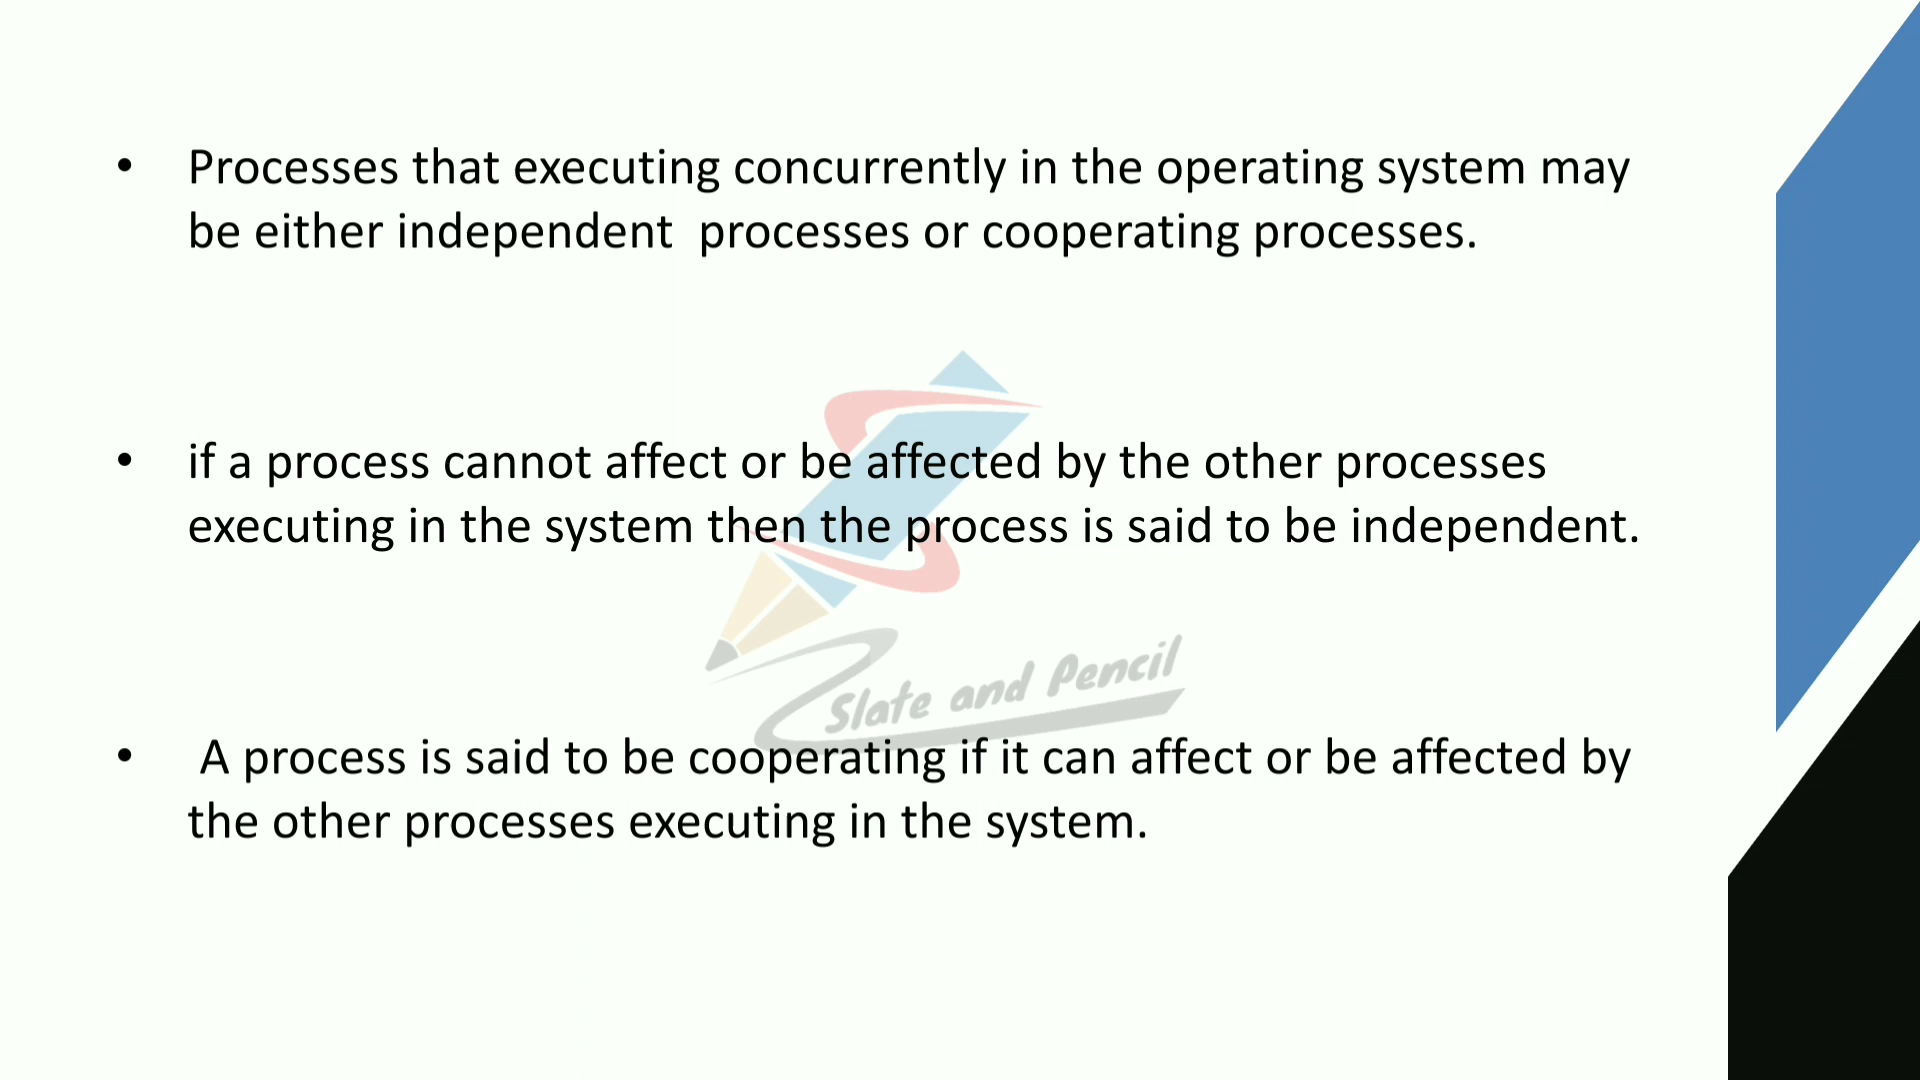 • Processes that executing concurrently in the operating system may
be either independent  processes or cooperating processes.
• if a process cannot affect or be affected by the other processes
executing in the system then the process is said to be independent.
Slate and Pencil
• A process is said to be cooperating if it can affect or be affected by
the other processes executing in the system.